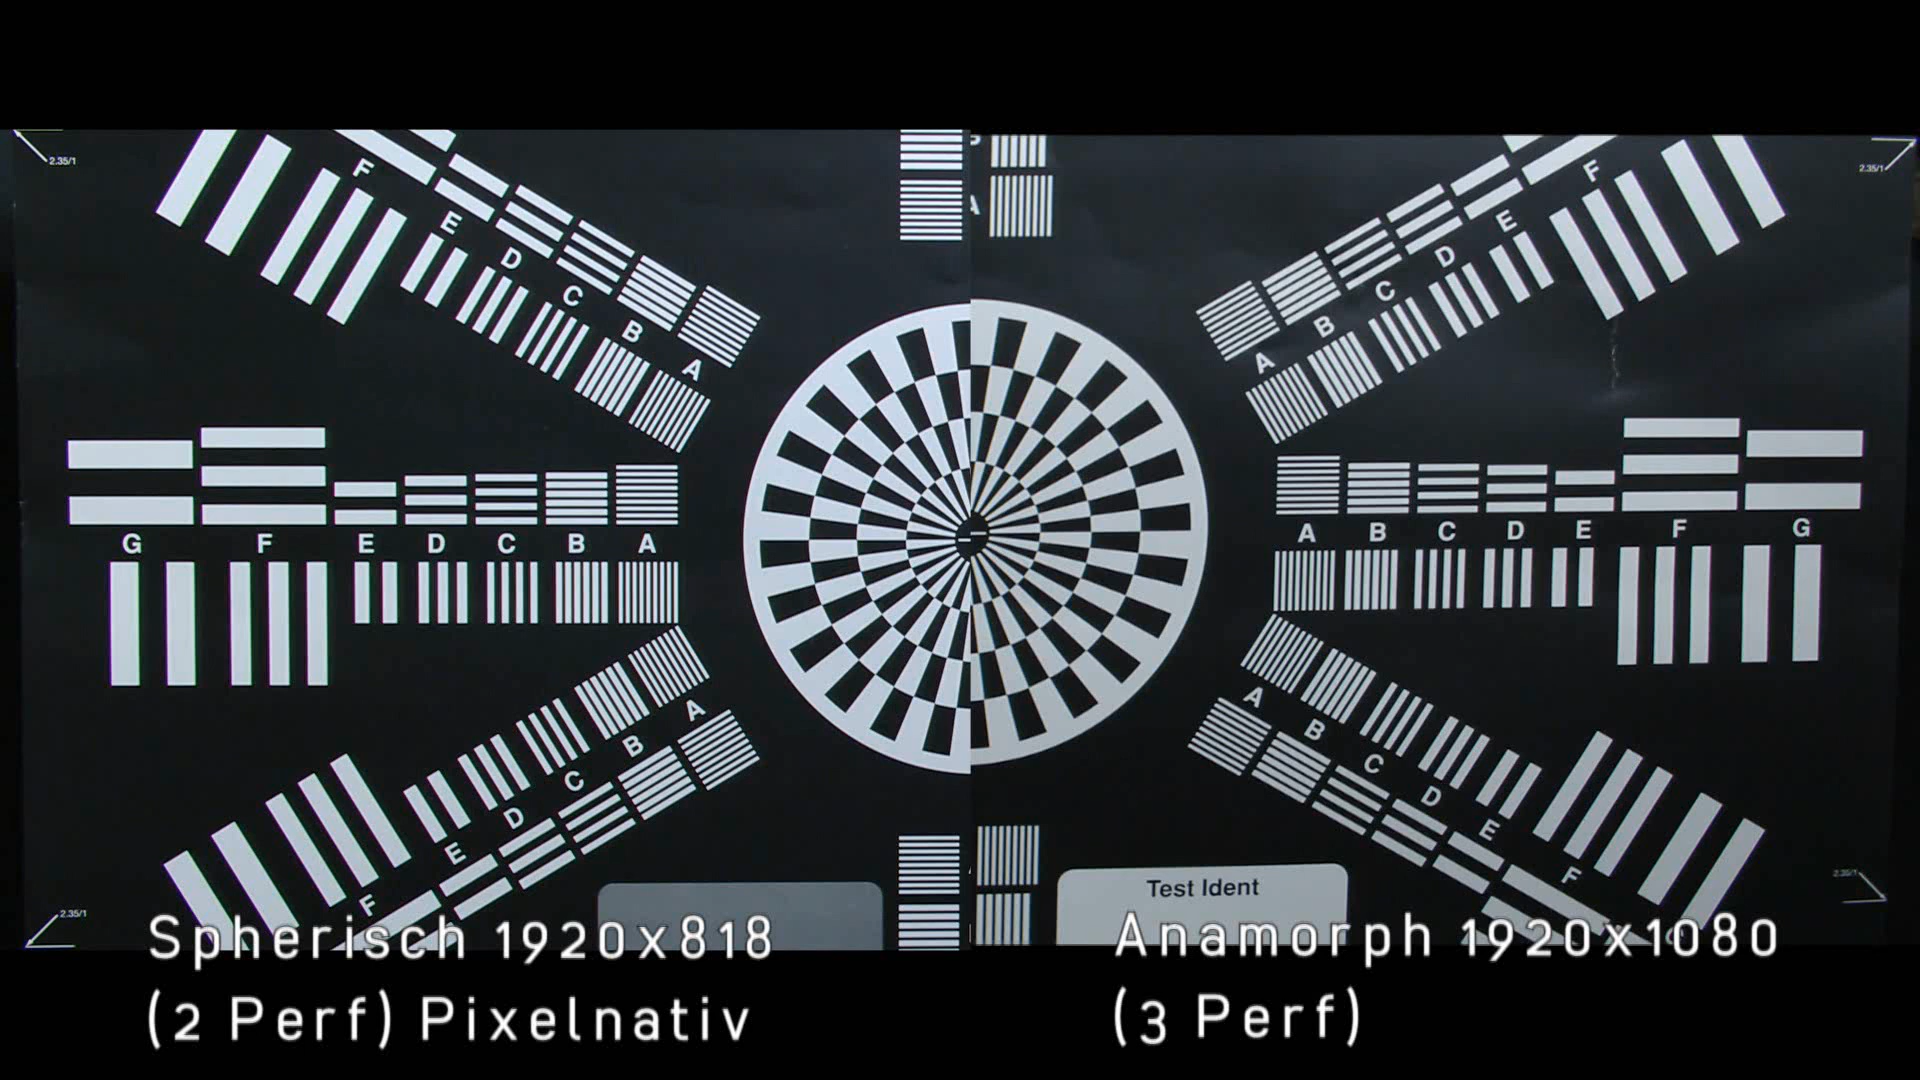 2.35/1
2.35/1
F
F
E
E
D
D
C
C
B
B
A
A
A
G F E D C B A
A B C D E F G
A
A
B
B
C
C
D
D
E
E
F
F
Test Ident
2.35/1
2.35/1
Spherisch 1920x818
(2 Perf) Pixelnativ
Anamorph 1920x1080
(3 Perf)